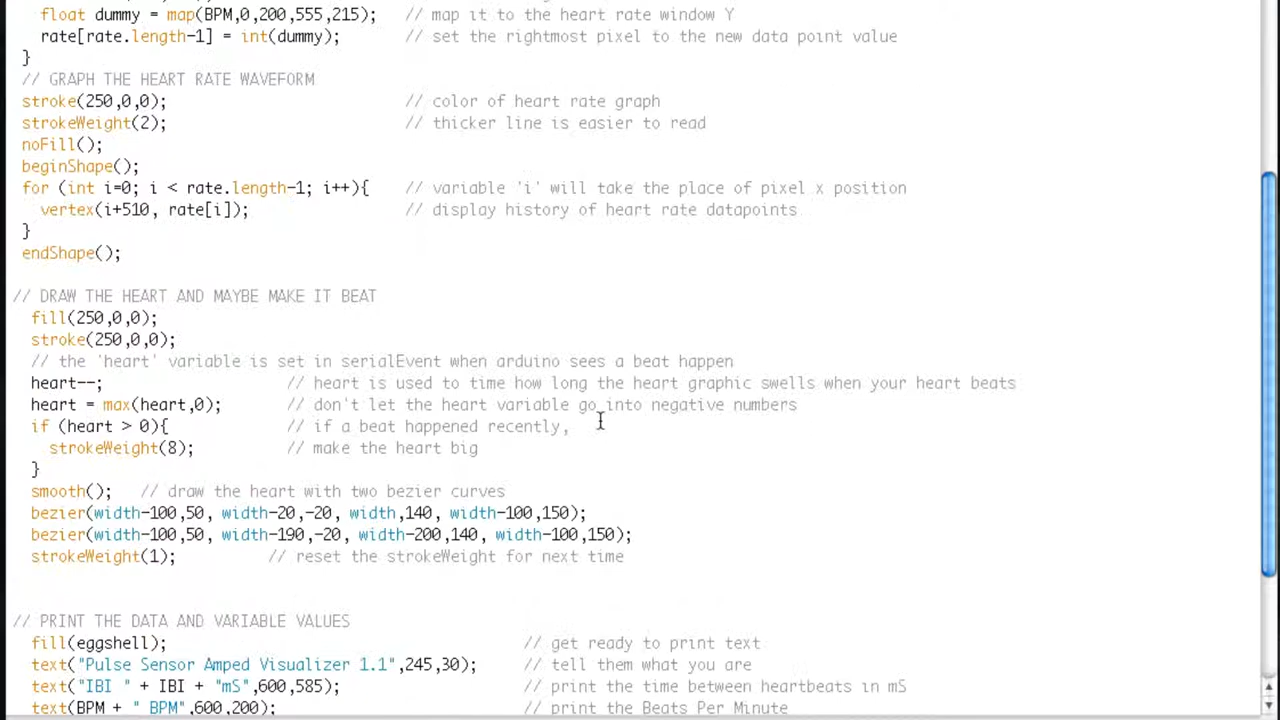 float dummy = map(BPM,0,200,555,215);   // map it to the heart rate window Y
rate[rate.length-1] = int(dummy);       // set the rightmost pixel to the new data point value
}
// GRAPH THE HEART RATE WAVEFORM
stroke(250,0,0);                          // color of heart rate graph
strokeWeight(2);                          // thicker line is easier to read
noFill();
beginShape();
for (int i=0; i < rate.length-1; i++){    // variable 'i' will take the place of pixel x position
vertex(i+510, rate[i]);                 // display history of heart rate datapoints
}
endShape();
// DRAW THE HEART AND MAYBE MAKE IT BEAT
fill(250,0,0);
stroke(250,0,0);
// the 'heart' variable is set in serialEvent when arduino sees a beat happen
heart--;                    // heart is used to time how long the heart graphic swells when your heart beats
heart = max(heart,0);       // don't let the heart variable go into negative numbers
if (heart > 0){             // if a beat happened recently,
strokeWeight(8);          // make the heart big
}
smooth();   // draw the heart with two bezier curves
bezier(width-100,50, width-20,-20, width,140, width-100,150);
bezier(width-100,50, width-190,-20, width-200,140, width-100,150);
strokeWeight(1);          // reset the strokeWeight for next time
// PRINT THE DATA AND VARIABLE VALUES
fill(eggshell);                                       // get ready to print text
text("Pulse Sensor Amped Visualizer 1.1",245,30);     // tell them what you are
text("IBI " + IBI + "mS",600,585);                    // print the time between heartbeats in mS
text(BPM + " BPM",600,200);                           // print the Beats Per Minute